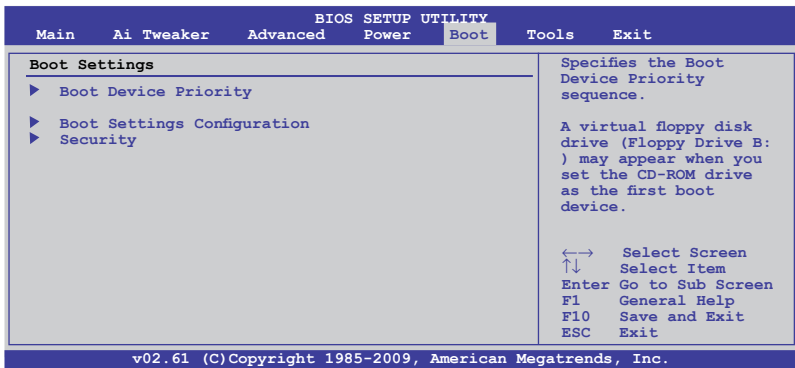 BIOS SETUP UTILITY
Main Ai Tweaker Advanced Power Boot Tools Exit
Boot Settings
Boot Device Priority
Boot Settings Configuration
Security
Specifies the Boot
Device Priority
sequence.
A virtual floppy disk
drive (Floppy Drive B:
) may appear when you
set the CD-ROM drive
as the first boot
device.
←→ Select Screen
↑↓ Select Item
Enter Go to Sub Screen
F1 General Help
F10 Save and Exit
ESC Exit
v02.61 (C)Copyright 1985-2009, American Megatrends, Inc.